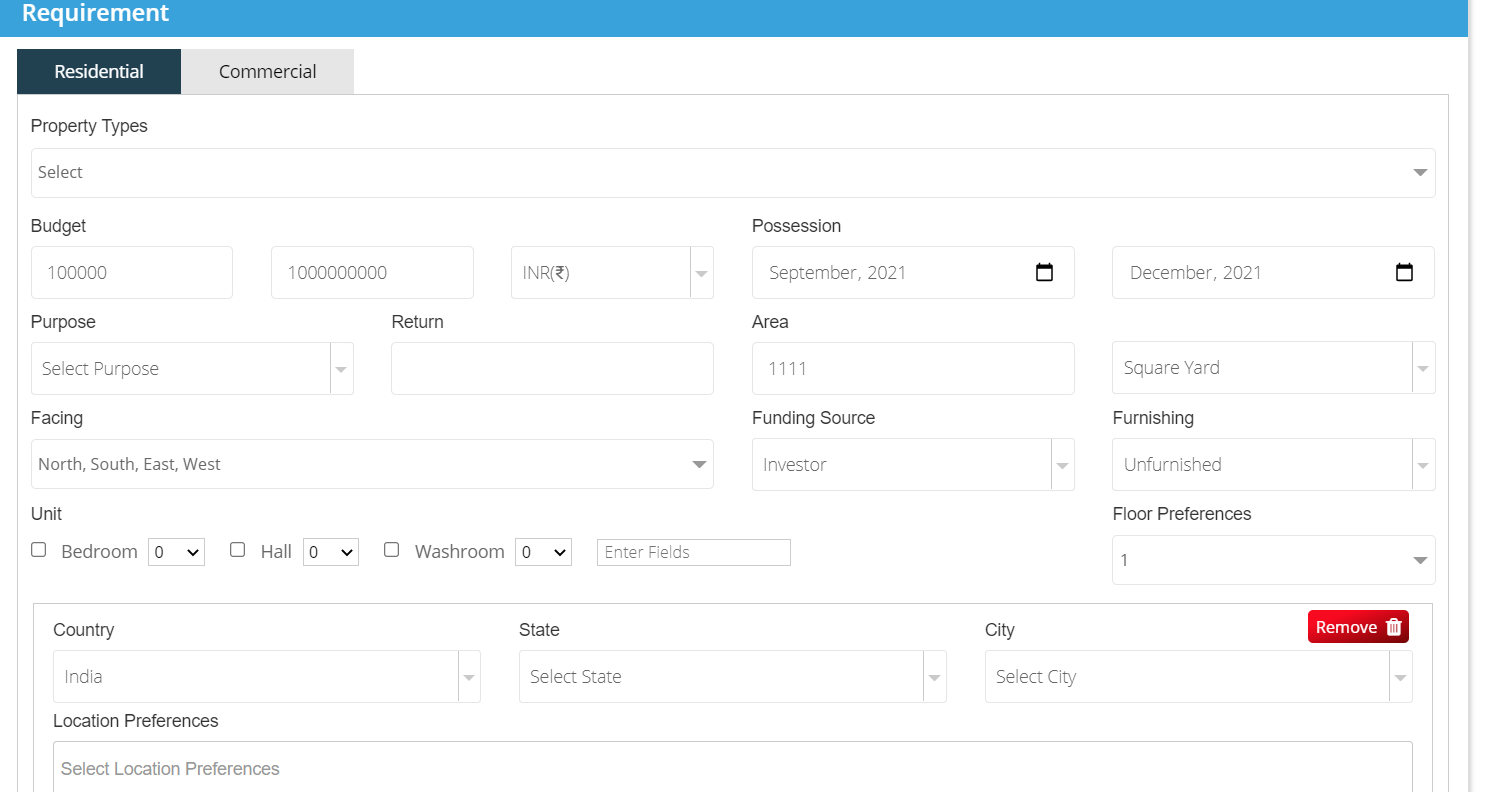 Requirement
Residential Commercial
Property Types
Select
Budget Possession
100000 1000000000 INR(₹) September, 2021 December, 2021
Purpose Return Area
Select Purpose 1111 Square Yard
Facing Funding Source Furnishing
North, South, East, West Investor Unfurnished
Unit Floor Preferences
Bedroom 0 Hall 0 Washroom 0 Enter Fields 1
Remove
Country State City
India Select State Select City
Location Preferences
Select Location Preferences